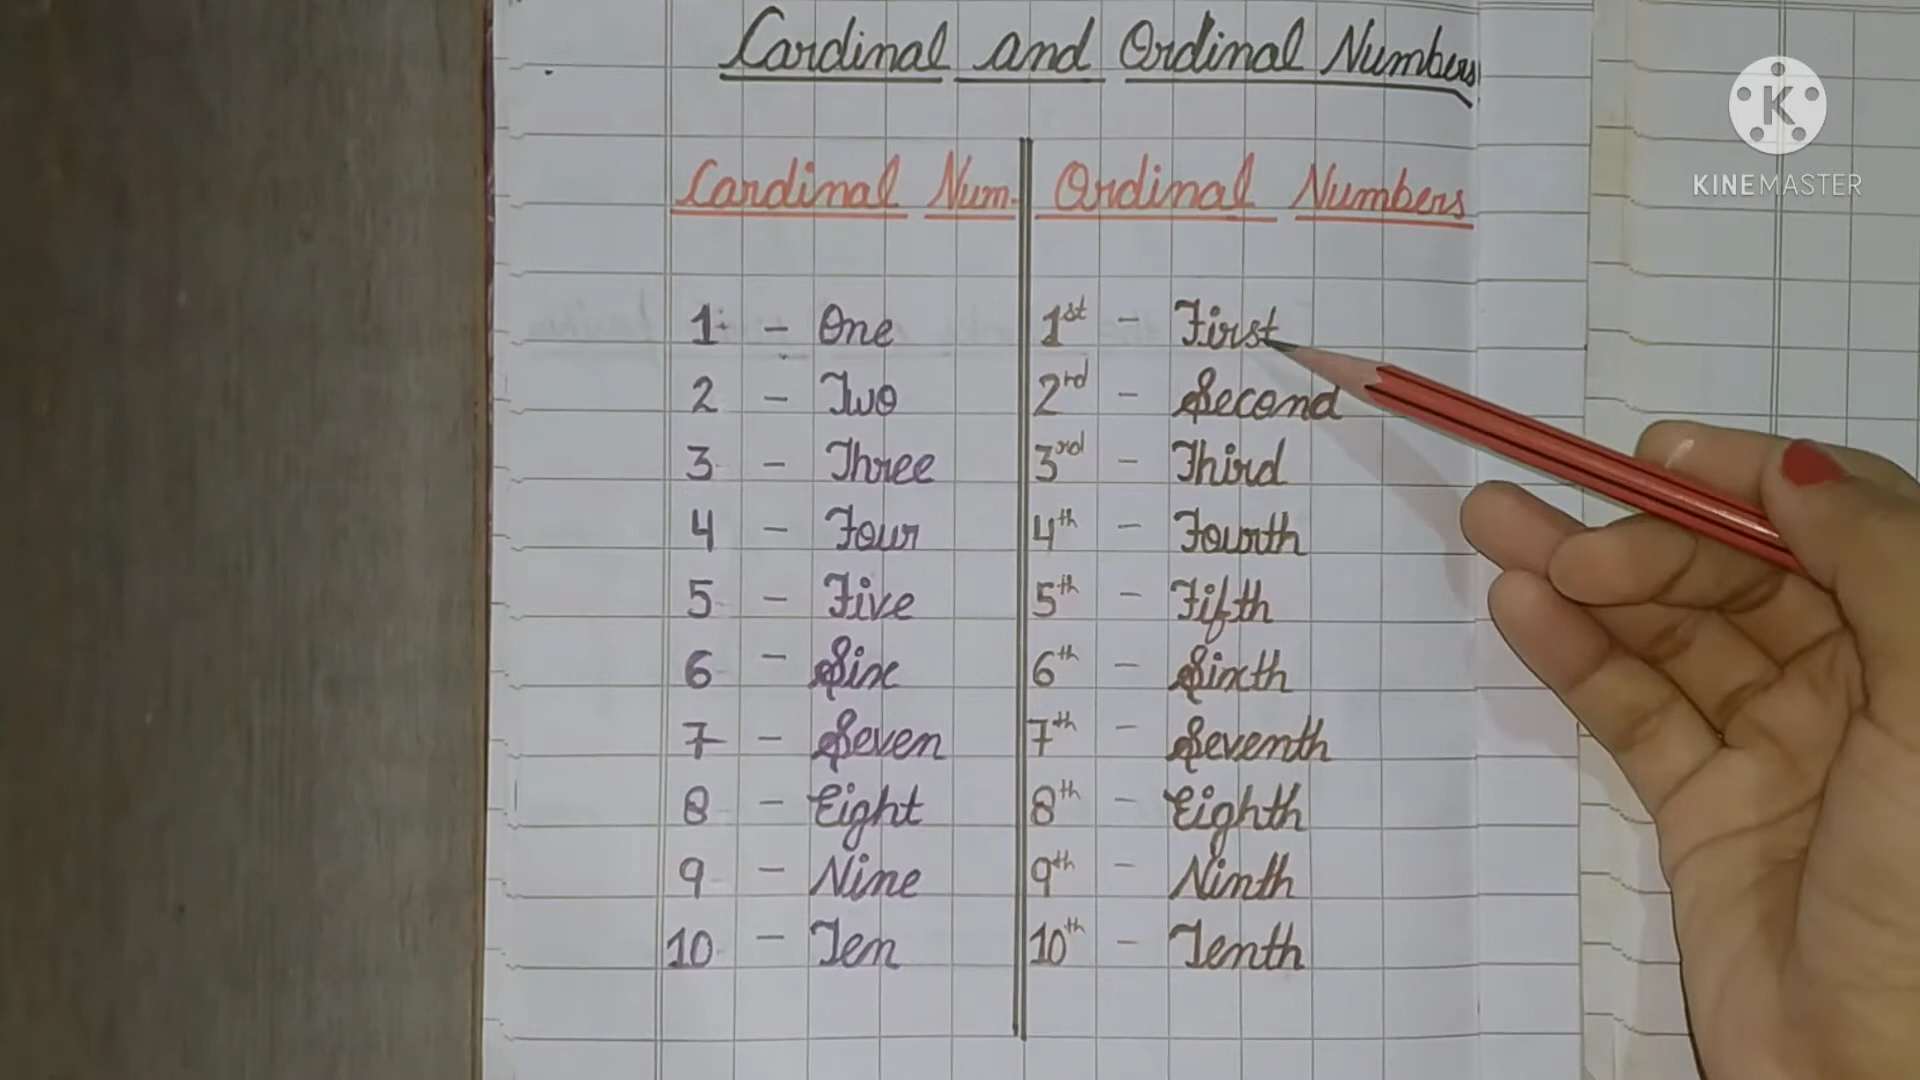 Cardinal and Ordinal Numbers
KINEMASTER
Cardinal Num. Ordinal Numbers
1 - One 1st - First
2 - Two 2rd - Second
3 - Three 3rd - Third
4 - Four 4th - Fourth
5 - Five 5th - Fifth
6 - Six 6th - Sixth
7 - Seven 7th - Seventh
8 - Eight 8th - Eighth
9 - Nine 9th - Ninth
10 - Ten 10th - Tenth